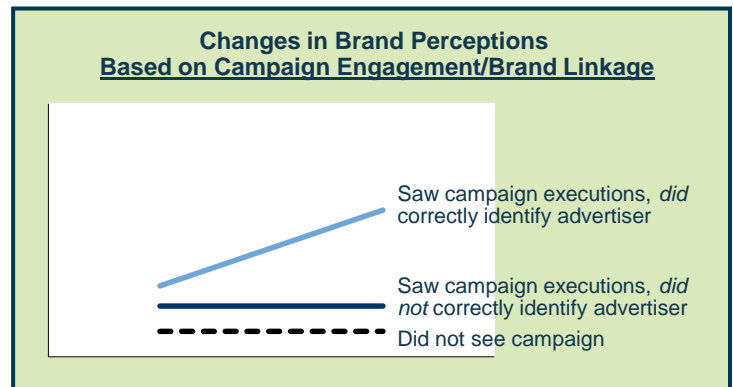 Changes in Brand Perceptions
Based on Campaign Engagement/Brand Linkage
Saw campaign executions, did
correctly identify advertiser
Saw campaign executions, did
not correctly identify advertiser
Did not see campaign